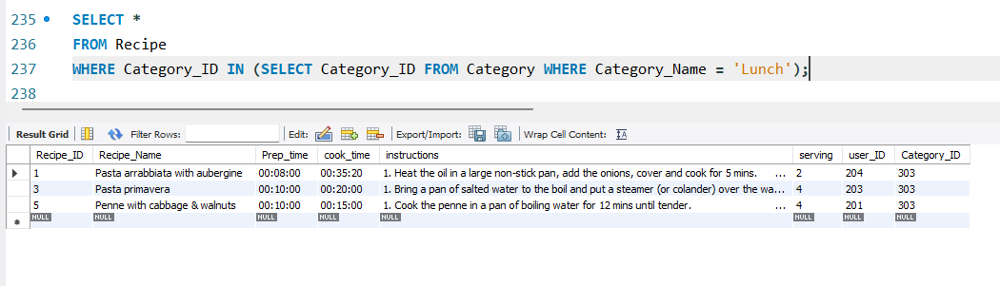 235 SELECT *
236 FROM Recipe
237 WHERE Category_ID IN (SELECT Category_ID FROM Category WHERE Category_Name = 'Lunch');
238
Result Grid Filter Rows: Edit: Export/Import: Wrap Cell Content:
Recipe_ID Recipe_Name Prep_time cook_time instructions serving user_ID Category_ID
1 Pasta arrabbiata with aubergine 00:08:00 00:35:20 1. Heat the oil in a large non-stick pan, add the onions, cover and cook for 5 mins. ... 2 204 303
3 Pasta primavera 00:10:00 00:20:00 1. Bring a pan of salted water to the boil and put a steamer (or colander) over the wa... 4 203 303
5 Penne with cabbage & walnuts 00:10:00 00:15:00 1. Cook the penne in a pan of boiling water for 12 mins until tender. ... 4 201 303
NULL NULL NULL NULL NULL NULL NULL NULL